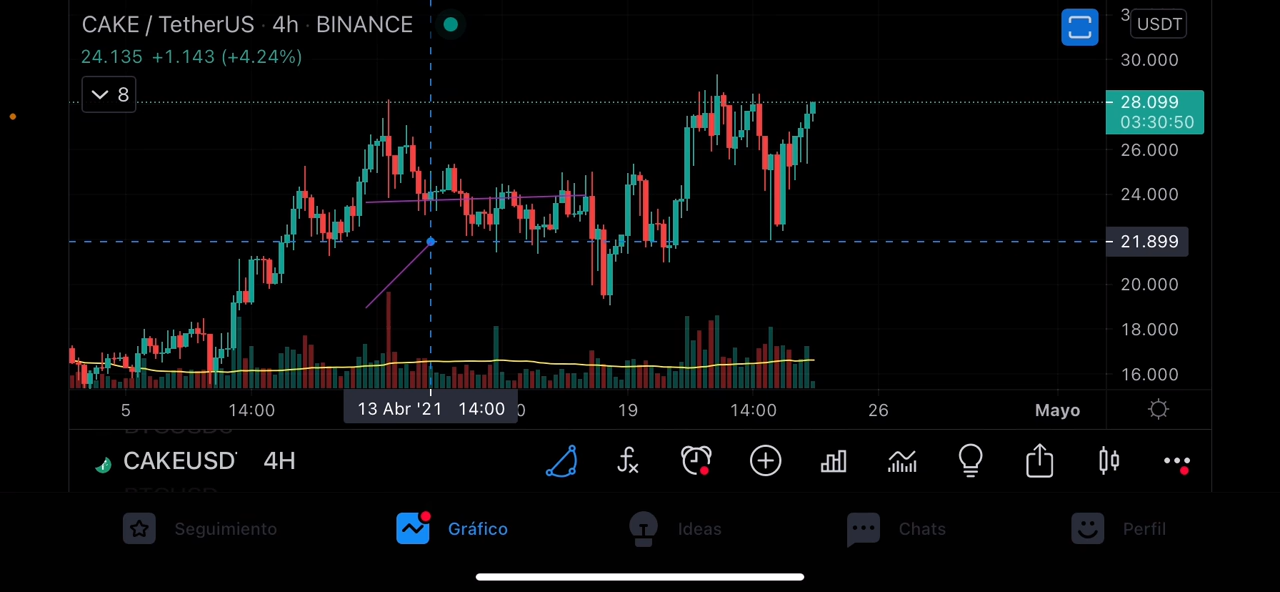 CAKE / TetherUS · 4h · BINANCE
USDT
24.135 +1.143 (+4.24%)
8
30.000
28.099
03:30:50
26.000
24.000
21.899
20.000
18.000
16.000
5 14:00 13 Abr '21 14:00 19 14:00 26 Mayo
CAKEUSD 4H
Seguimiento Gráfico Ideas Chats Perfil